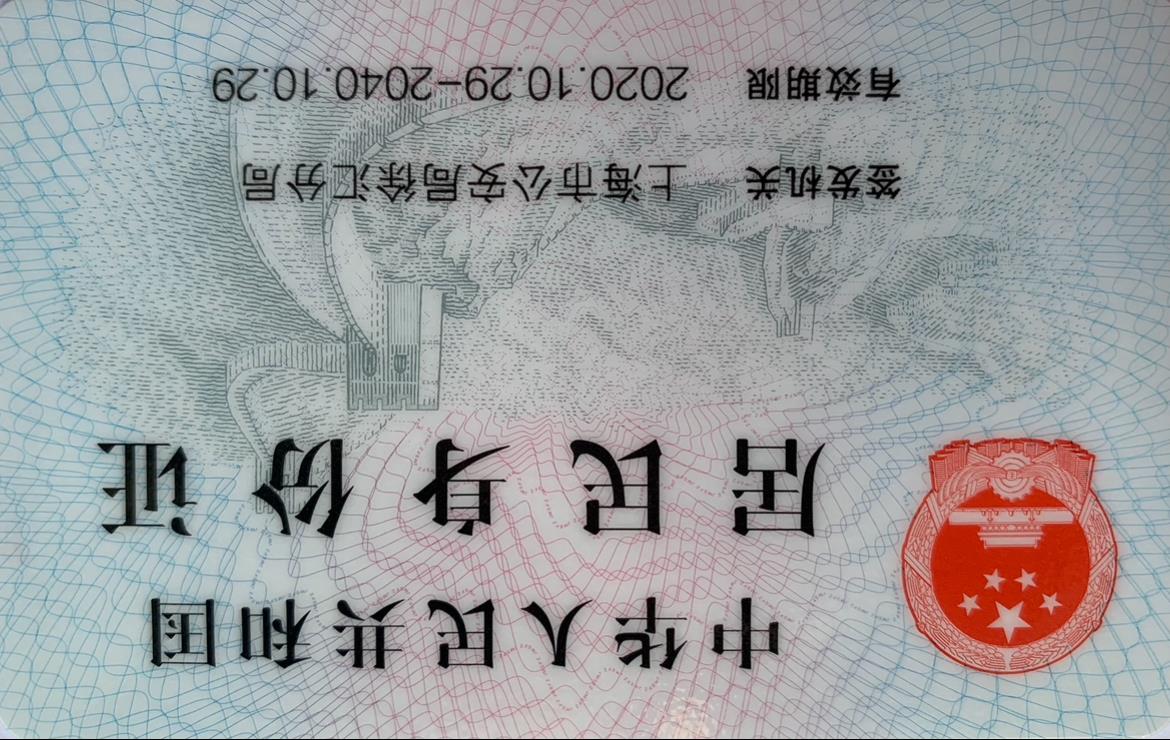 中华人民共和国
居民身份证
签发机关 上海市公安局徐汇分局
有效期限 2020.10.29-2040.10.29